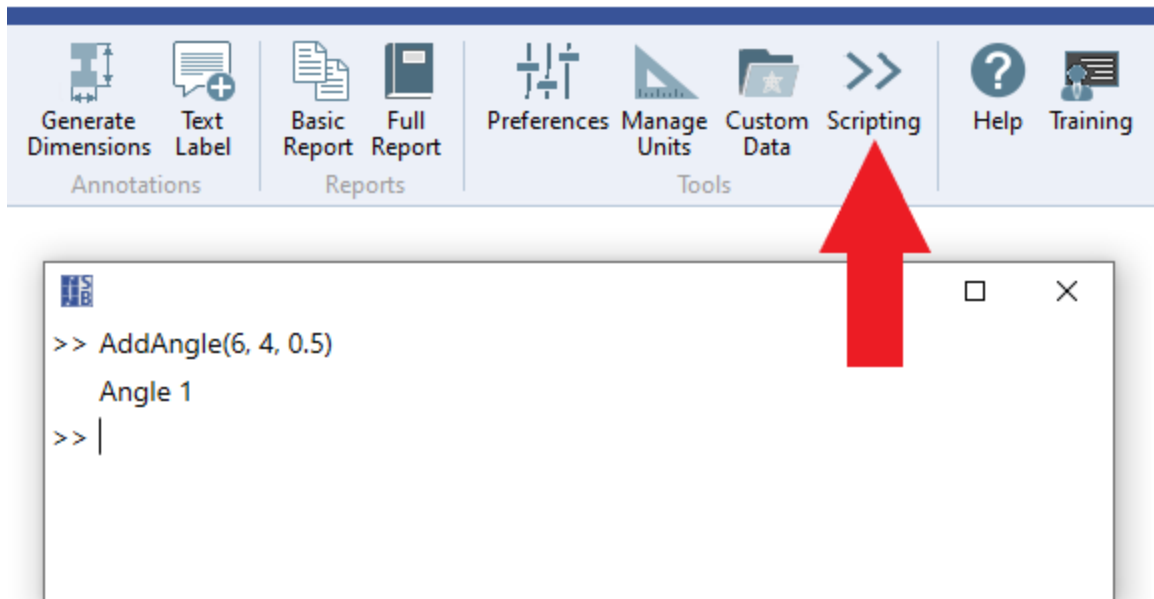 Generate Dimensions
Text Label
Basic Report
Full Report
Preferences
Manage Units
Custom Data
Scripting
Help
Training
Annotations
Reports
Tools
SB
>> AddAngle(6, 4, 0.5)
Angle 1
>>